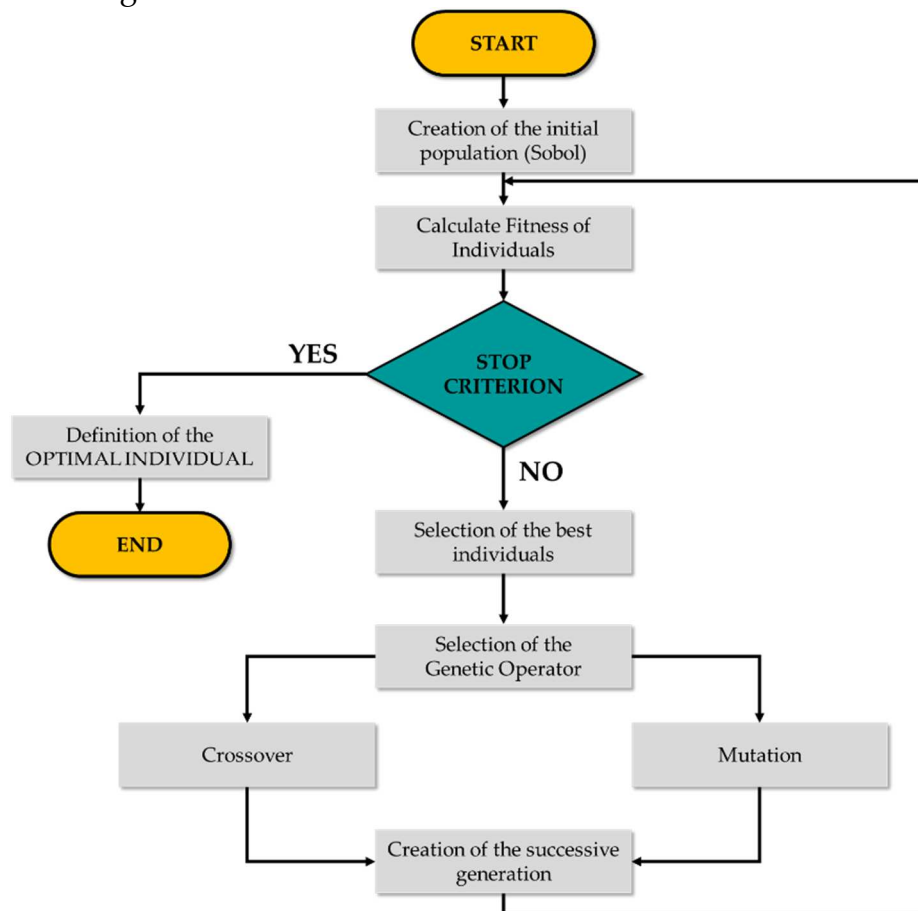 START
Creation of the initial
population (Sobol)
Calculate Fitness of
Individuals
YES
STOP
CRITERION
Definition of the
OPTIMAL INDIVIDUAL
NO
END
Selection of the best
individuals
Selection of the
Genetic Operator
Crossover
Mutation
Creation of the successive
generation